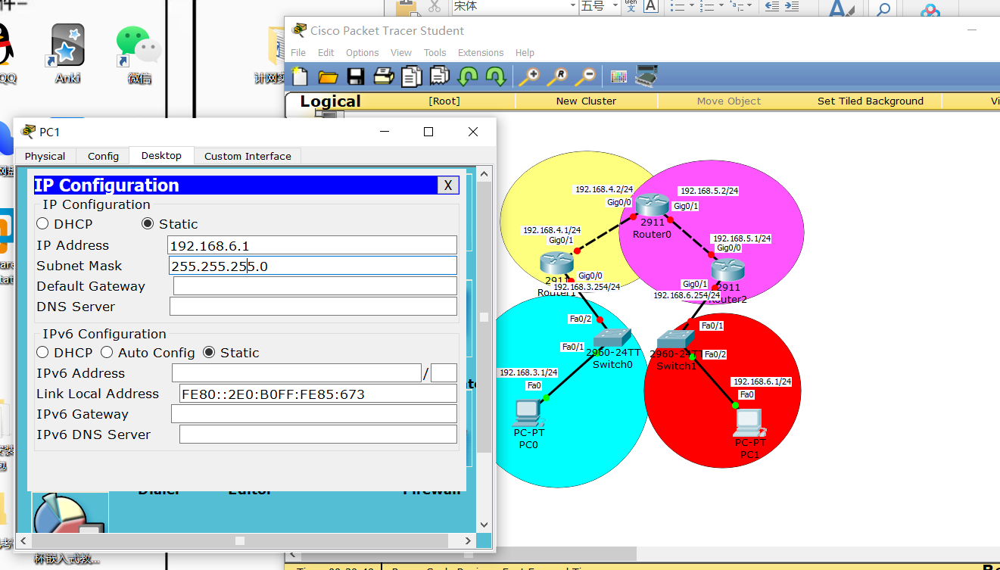 宋体
五号
wén
文
A
QQ
Anki
微信
Cisco Packet Tracer Student
File Edit Options View Tools Extensions Help
Logical
[Root]
New Cluster
Move Object
Set Tiled Background
Vi
PC1
Physical Config Desktop Custom Interface
IP Configuration
X
IP Configuration
DHCP Static
IP Address 192.168.6.1
Subnet Mask 255.255.255.0
Default Gateway
DNS Server
IPv6 Configuration
DHCP Auto Config Static
IPv6 Address /
Link Local Address FE80::2E0:B0FF:FE85:673
IPv6 Gateway
IPv6 DNS Server
Dialer Editor Firewall
192.168.4.2/24
Gig0/0
192.168.5.2/24
Gig0/1
2911
Router0
192.168.4.1/24
Gig0/1
2911
Router1
Gig0/0
192.168.3.254/24
192.168.5.1/24
Gig0/0
Gig0/1
2911
Router2
192.168.6.254/24
Fa0/2
Fa0/1
2960-24TT
Switch0
Fa0/1
Fa0/2
2960-24TT
Switch1
192.168.3.1/24
Fa0
PC-PT
PC0
192.168.6.1/24
Fa0
PC-PT
PC1